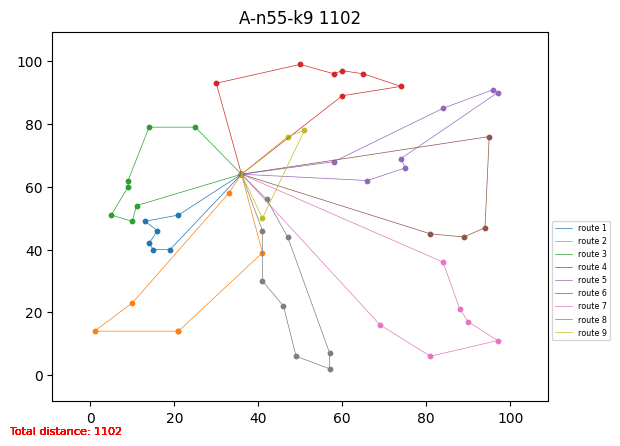 A-n55-k9 1102
100
80
60
40
20
0
0
20
40
60
80
100
route 1
route 2
route 3
route 4
route 5
route 6
route 7
route 8
route 9
Total distance: 1102